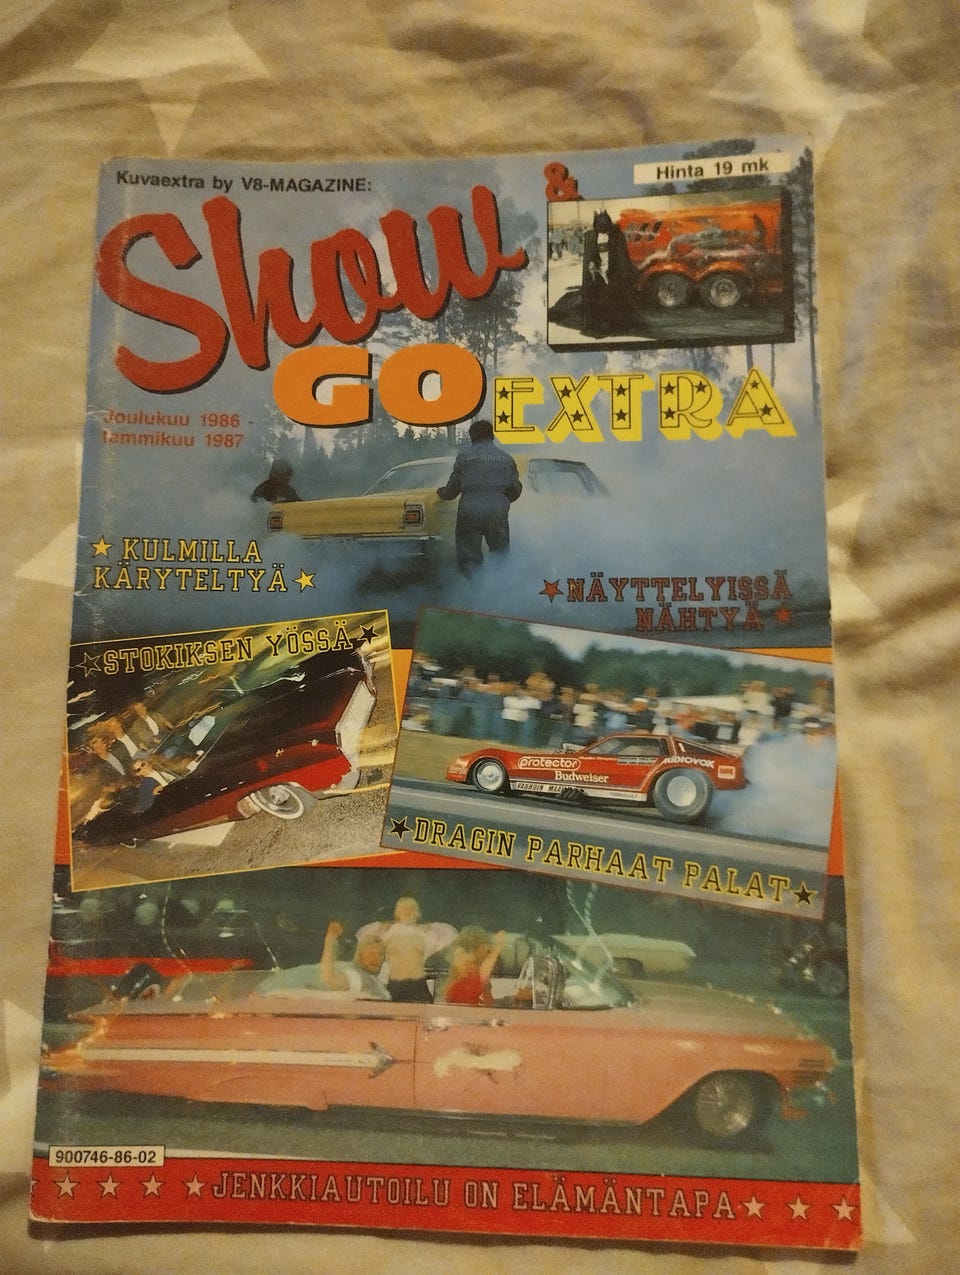 Kuvaextra by V8-MAGAZINE:
Hinta 19 mk
Show &
GO EXTRA
Joulukuu 1986 -
tammikuu 1987
★ KULMILLA
KÄRYTELTYÄ ★
★ NÄYTTELYISSÄ
NÄHTYÄ ★
☆ STOKIKSEN YÖSSÄ ★
protector
Budweiser
AUDIOVOX
★ DRAGIN PARHAAT PALAT ★
900746-86-02
★ ★ ★ ★ JENKKIAUTOILU ON ELÄMÄNTAPA ★ ★ ★